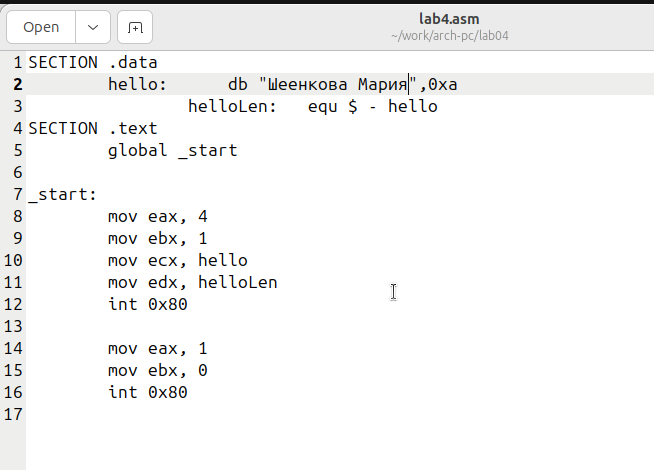 Open
lab4.asm
~/work/arch-pc/lab04
1 SECTION .data
2 hello: db "Шеенкова Мария",0xa
3 helloLen: equ $ - hello
4 SECTION .text
5 global _start
6
7 _start:
8 mov eax, 4
9 mov ebx, 1
10 mov ecx, hello
11 mov edx, helloLen
12 int 0x80
13
14 mov eax, 1
15 mov ebx, 0
16 int 0x80
17